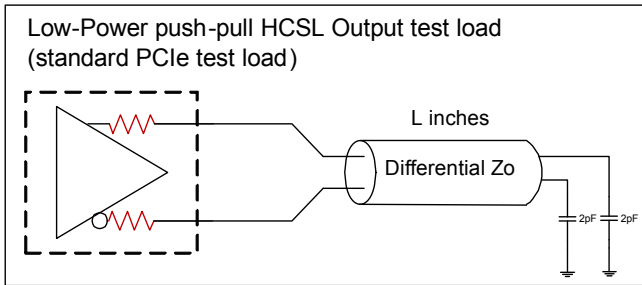 Low-Power push-pull HCSL Output test load
(standard PCIe test load)
L inches
Differential Zo
2pF 2pF